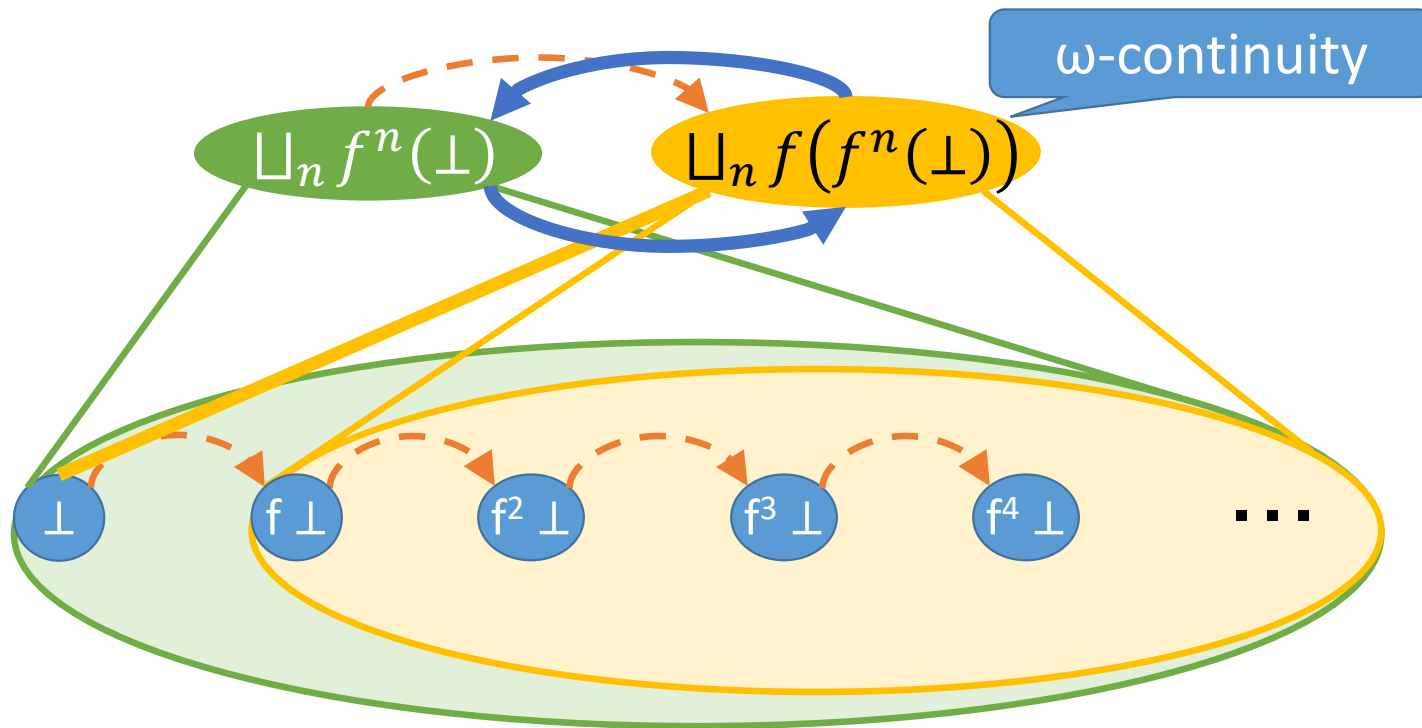 ω-continuity
⨆ₙ fⁿ(⊥)
⨆ₙ f(fⁿ(⊥))
⊥
f ⊥
f² ⊥
f³ ⊥
f⁴ ⊥
...